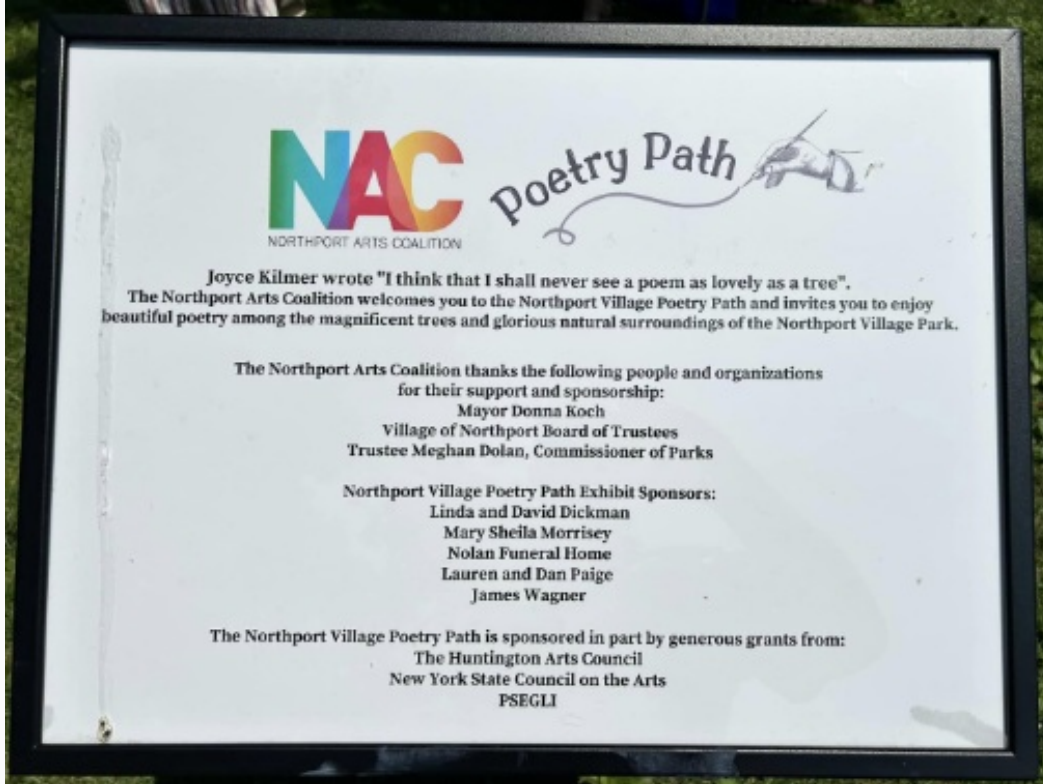 NAC
NORTHPORT ARTS COALITION
Poetry Path
Joyce Kilmer wrote "I think that I shall never see a poem as lovely as a tree".
The Northport Arts Coalition welcomes you to the Northport Village Poetry Path and invites you to enjoy
beautiful poetry among the magnificent trees and glorious natural surroundings of the Northport Village Park.
The Northport Arts Coalition thanks the following people and organizations
for their support and sponsorship:
Mayor Donna Koch
Village of Northport Board of Trustees
Trustee Meghan Dolan, Commissioner of Parks
Northport Village Poetry Path Exhibit Sponsors:
Linda and David Dickman
Mary Sheila Morrisey
Nolan Funeral Home
Lauren and Dan Paige
James Wagner
The Northport Village Poetry Path is sponsored in part by generous grants from:
The Huntington Arts Council
New York State Council on the Arts
PSEGLI